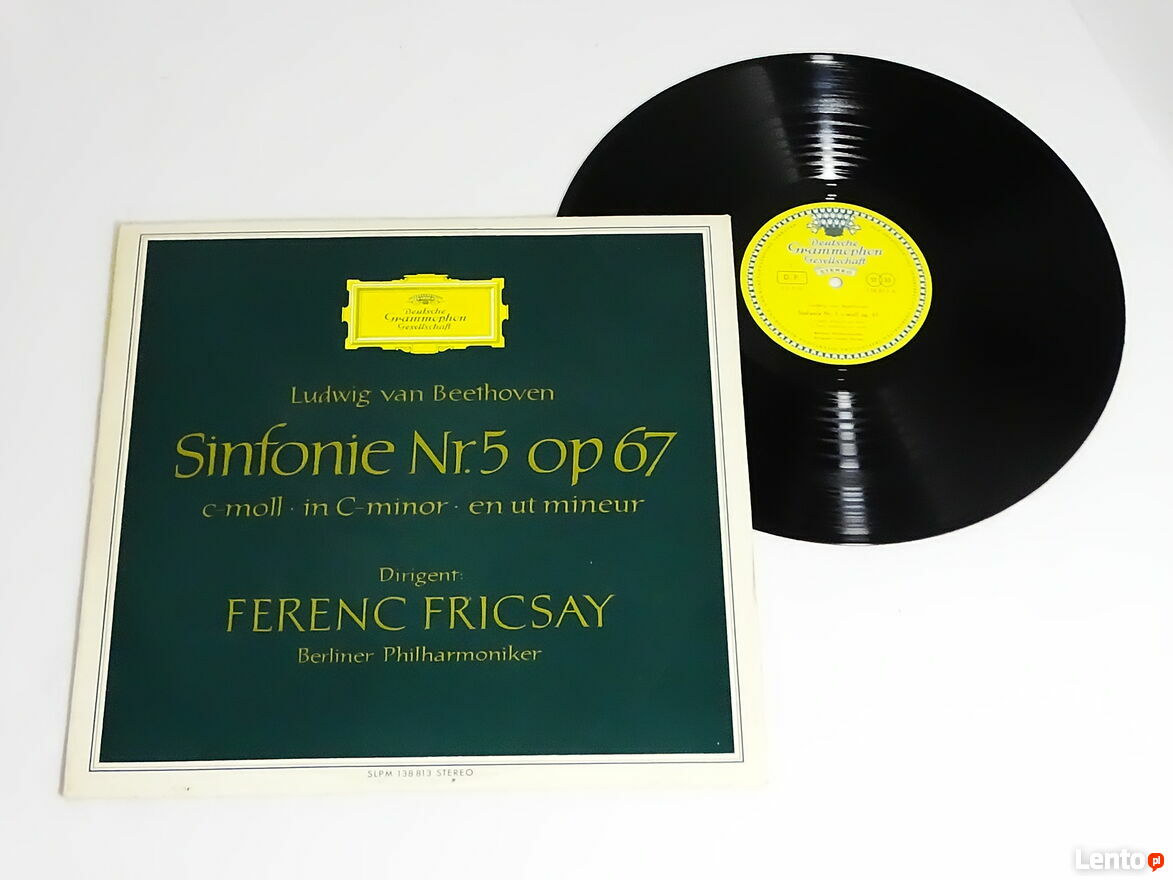 Deutsche
Grammophon
Gesellschaft
Ludwig van Beethoven
Sinfonie Nr. 5 op 67
c-moll · in C-minor · en ut mineur
Dirigent:
FERENC FRICSAY
Berliner Philharmoniker
SLPM 138 813 STEREO
Deutsche
Grammophon
Gesellschaft
STEREO
Lento pl